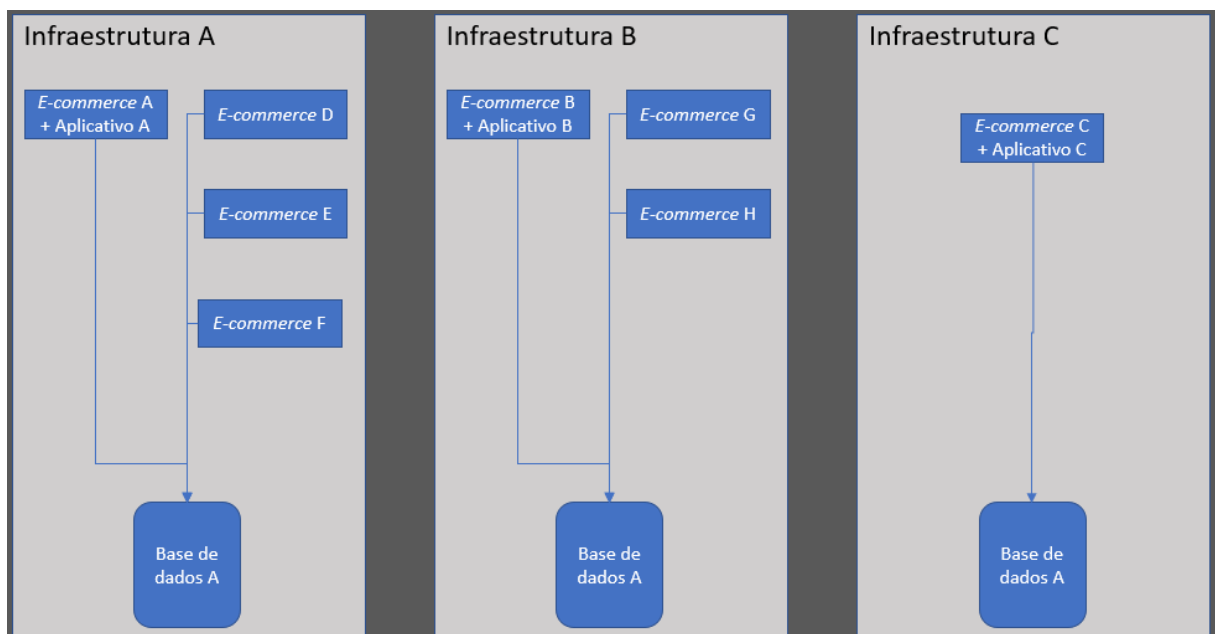 Infraestrutura A
E-commerce A
+ Aplicativo A
E-commerce D
E-commerce E
E-commerce F
Base de
dados A
Infraestrutura B
E-commerce B
+ Aplicativo B
E-commerce G
E-commerce H
Base de
dados A
Infraestrutura C
E-commerce C
+ Aplicativo C
Base de
dados A